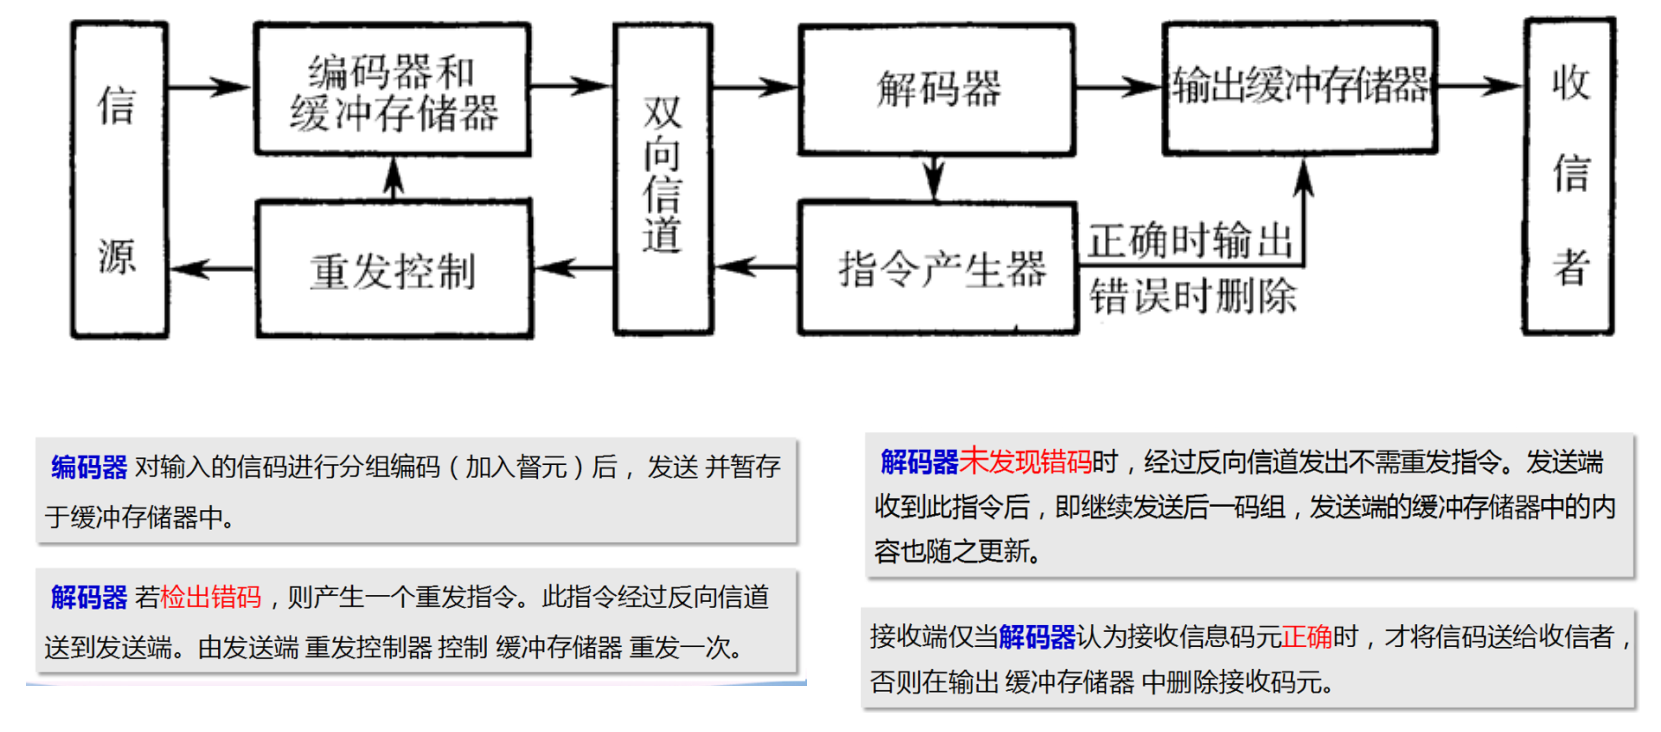 信源
编码器和
缓冲存储器
双向信道
解码器
输出缓冲存储器
收信者
重发控制
指令产生器
正确时输出
错误时删除
编码器 对输入的信码进行分组编码（加入督元）后， 发送 并暂存
于缓冲存储器中。
解码器 若检出错码，则产生一个重发指令。此指令经过反向信道
送到发送端。由发送端 重发控制器 控制 缓冲存储器 重发一次。
解码器未发现错码时，经过反向信道发出不需重发指令。发送端
收到此指令后，即继续发送后一码组，发送端的缓冲存储器中的内
容也随之更新。
接收端仅当解码器认为接收信息码元正确时，才将信码送给收信者，
否则在输出 缓冲存储器 中删除接收码元。